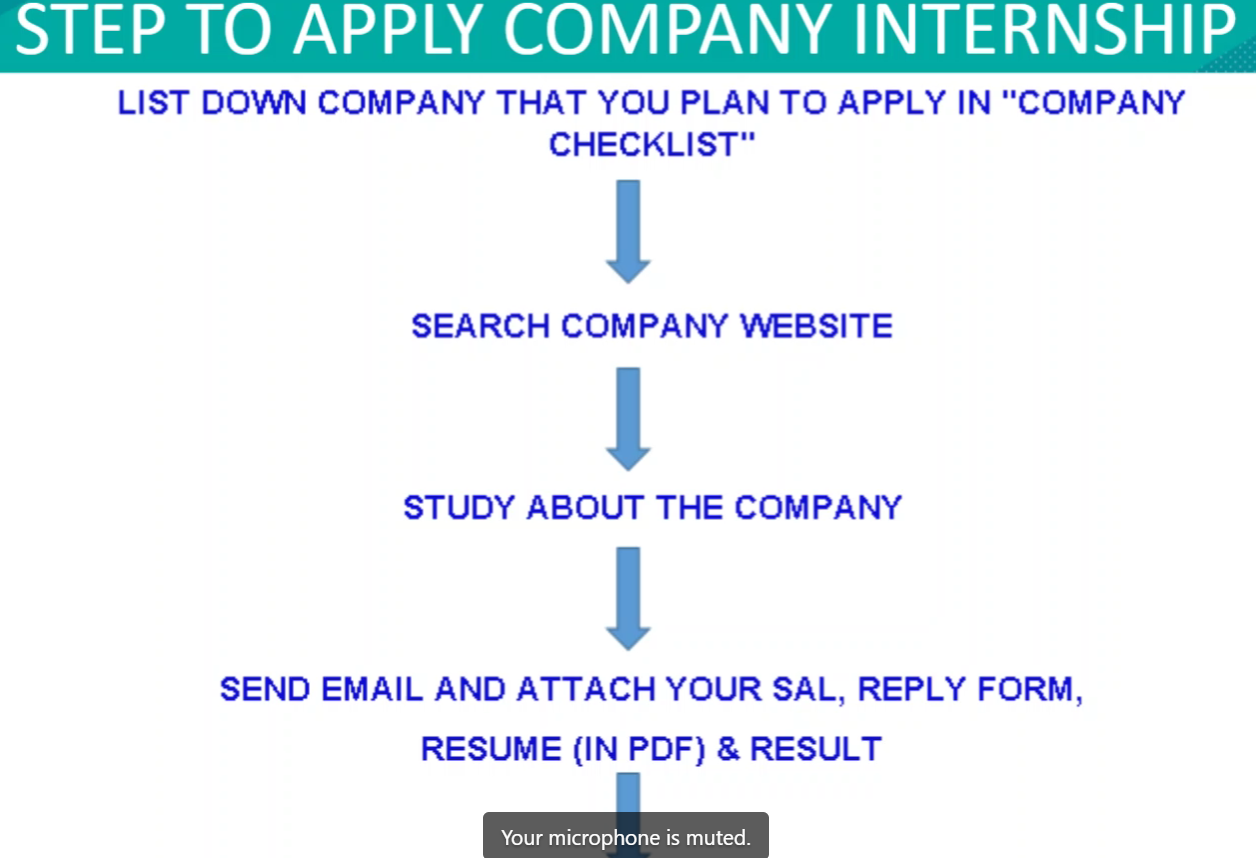 STEP TO APPLY COMPANY INTERNSHIP
LIST DOWN COMPANY THAT YOU PLAN TO APPLY IN "COMPANY
CHECKLIST"
SEARCH COMPANY WEBSITE
STUDY ABOUT THE COMPANY
SEND EMAIL AND ATTACH YOUR SAL, REPLY FORM,
RESUME (IN PDF) & RESULT
Your microphone is muted.